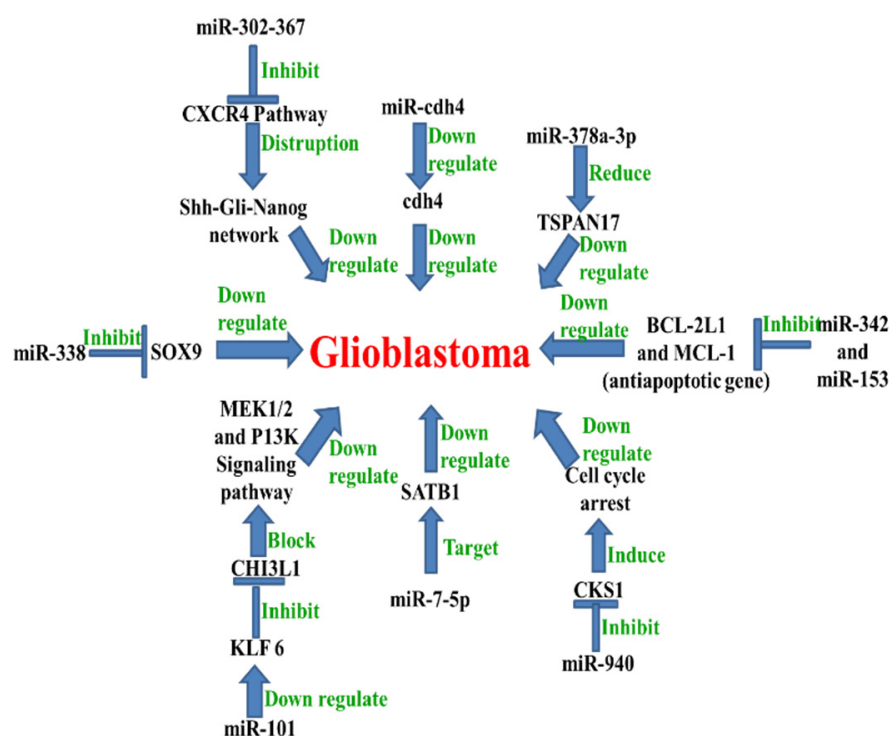 miR-302-367
Inhibit
CXCR4 Pathway
Distruption
Shh-Gli-Nanog
network
Down
regulate
miR-cdh4
Down
regulate
cdh4
Down
regulate
miR-378a-3p
Reduce
TSPAN17
Down
regulate
miR-338
Inhibit
SOX9
Down
regulate
Glioblastoma
Down
regulate
BCL-2L1
and MCL-1
(antiapoptotic gene)
Inhibit
miR-342
and
miR-153
MEK1/2
and P13K
Signaling
pathway
Down
regulate
Block
CHI3L1
Inhibit
KLF 6
Down regulate
miR-101
Down
regulate
SATB1
Target
miR-7-5p
Down
regulate
Cell cycle
arrest
Induce
CKS1
Inhibit
miR-940